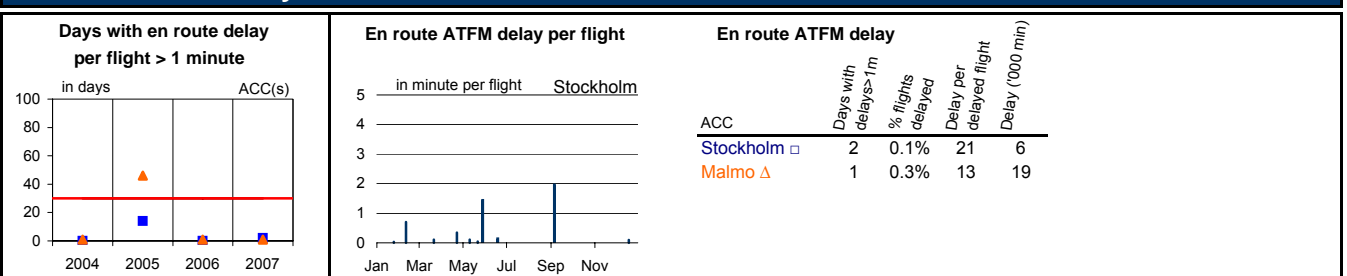 Days with en route delay
per flight > 1 minute
in days
ACC(s)
100
80
60
40
20
0
2004 2005 2006 2007
En route ATFM delay per flight
in minute per flight
Stockholm
5
4
3
2
1
0
Jan Mar May Jul Sep Nov
En route ATFM delay
ACC
Days with
delays>1m
% flights
delayed
Delay per
delayed flight
Delay ('000 min)
Stockholm □ 2 0.1% 21 6
Malmo Δ 1 0.3% 13 19